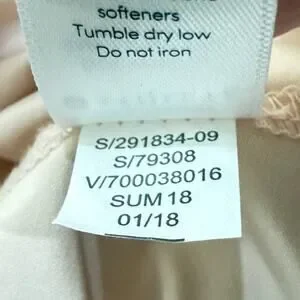 softeners
Tumble dry low
Do not iron
S/291834-09
S/79308
V/700038016
SUM 18
01/18